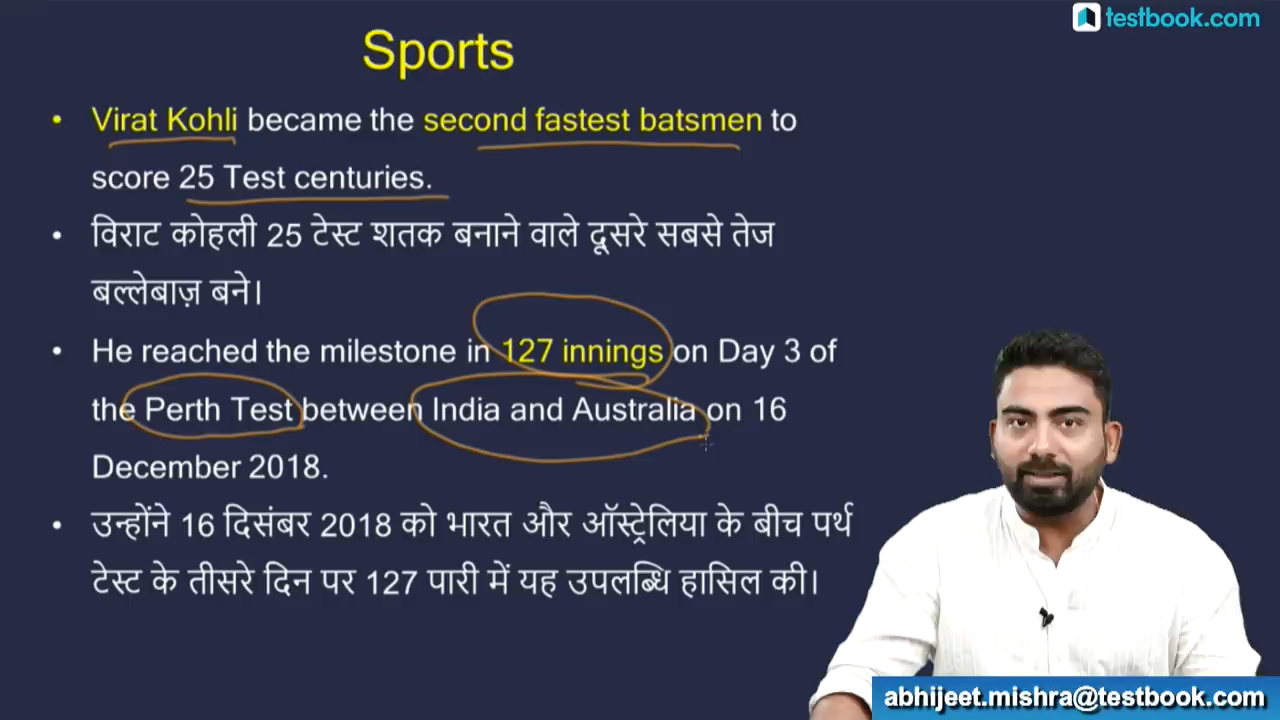 testbook.com
Sports
• Virat Kohli became the second fastest batsmen to
score 25 Test centuries.
• विराट कोहली 25 टेस्ट शतक बनाने वाले दूसरे सबसे तेज
बल्लेबाज़ बने।
• He reached the milestone in 127 innings on Day 3 of
the Perth Test between India and Australia on 16
December 2018.
• उन्होंने 16 दिसंबर 2018 को भारत और ऑस्ट्रेलिया के बीच पर्थ
टेस्ट के तीसरे दिन पर 127 पारी में यह उपलब्धि हासिल की।
abhijeet.mishra@testbook.com